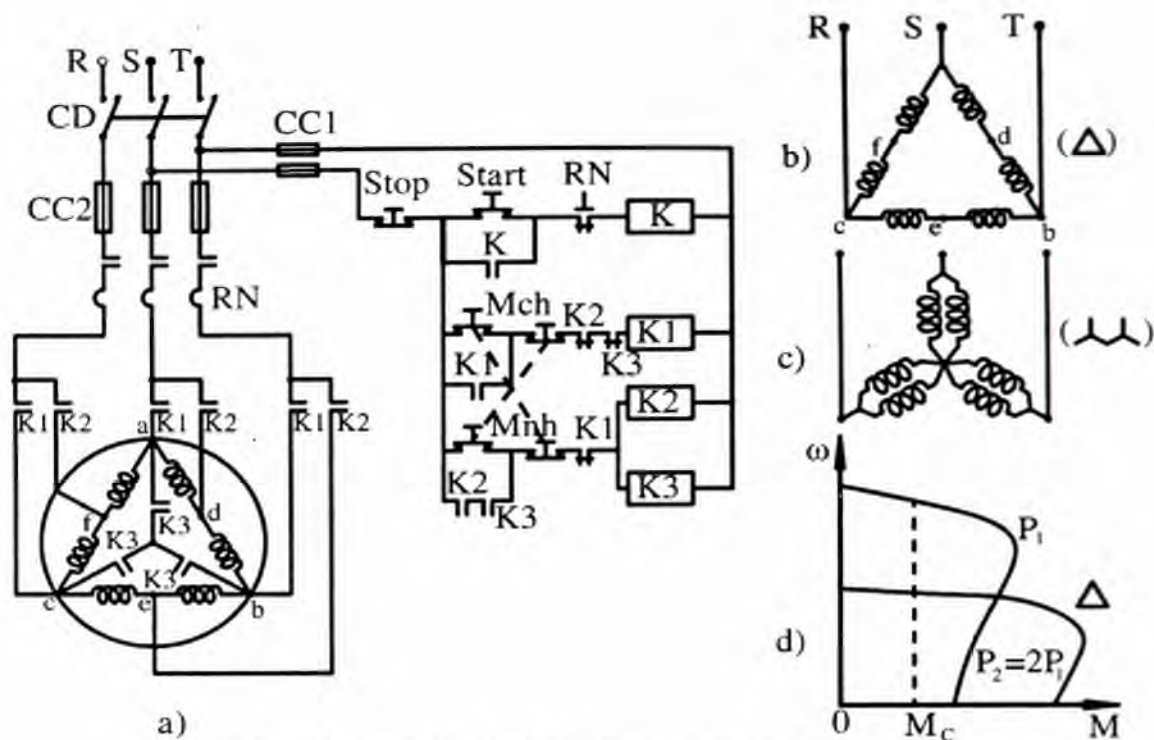 R S T
CD
CC1
CC2
Stop Start RN
K K
RN
Mch K2
K1 K3 K1
K2
Mnh K1
K2 K3 K3
K1 K2 K1 K2 K1 K2
a
f K3 d
K3 K3
c e b
a)
R S T
b) f d (△)
c e b
c)
ω
P₁
△
d) P₂=2P₁
0 M_C M